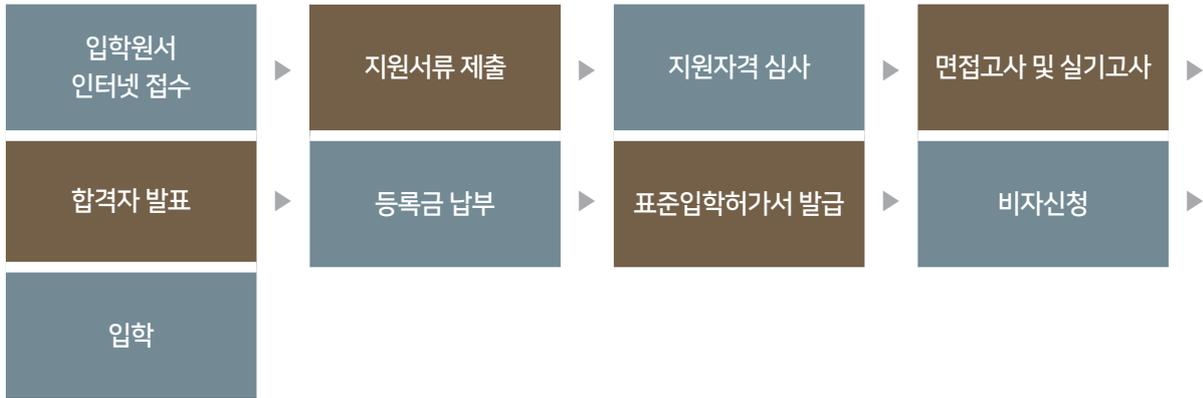 입학원서
인터넷 접수
지원서류 제출
지원자격 심사
면접고사 및 실기고사
합격자 발표
등록금 납부
표준입학허가서 발급
비자신청
입학